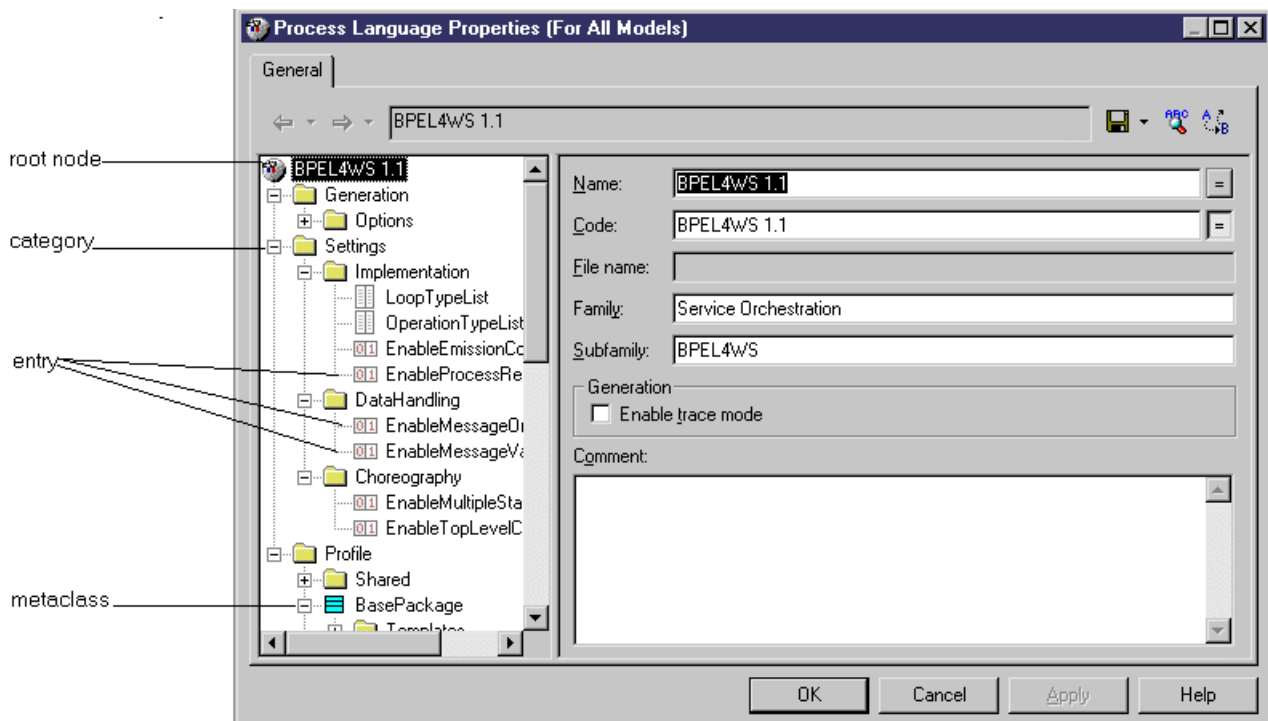 Process Language Properties (For All Models)
General
BPEL4WS 1.1
root node
BPEL4WS 1.1
Generation
Options
category
Settings
Implementation
LoopTypeList
OperationTypeList
EnableEmissionCo
entry
EnableProcessRe
DataHandling
EnableMessageOr
EnableMessageVa
Choreography
EnableMultipleSta
EnableTopLevelC
Profile
Shared
metaclass
BasePackage
Templates
Name: BPEL4WS 1.1 =
Code: BPEL4WS 1.1 =
File name:
Family: Service Orchestration
Subfamily: BPEL4WS
Generation
Enable trace mode
Comment:
OK Cancel Apply Help